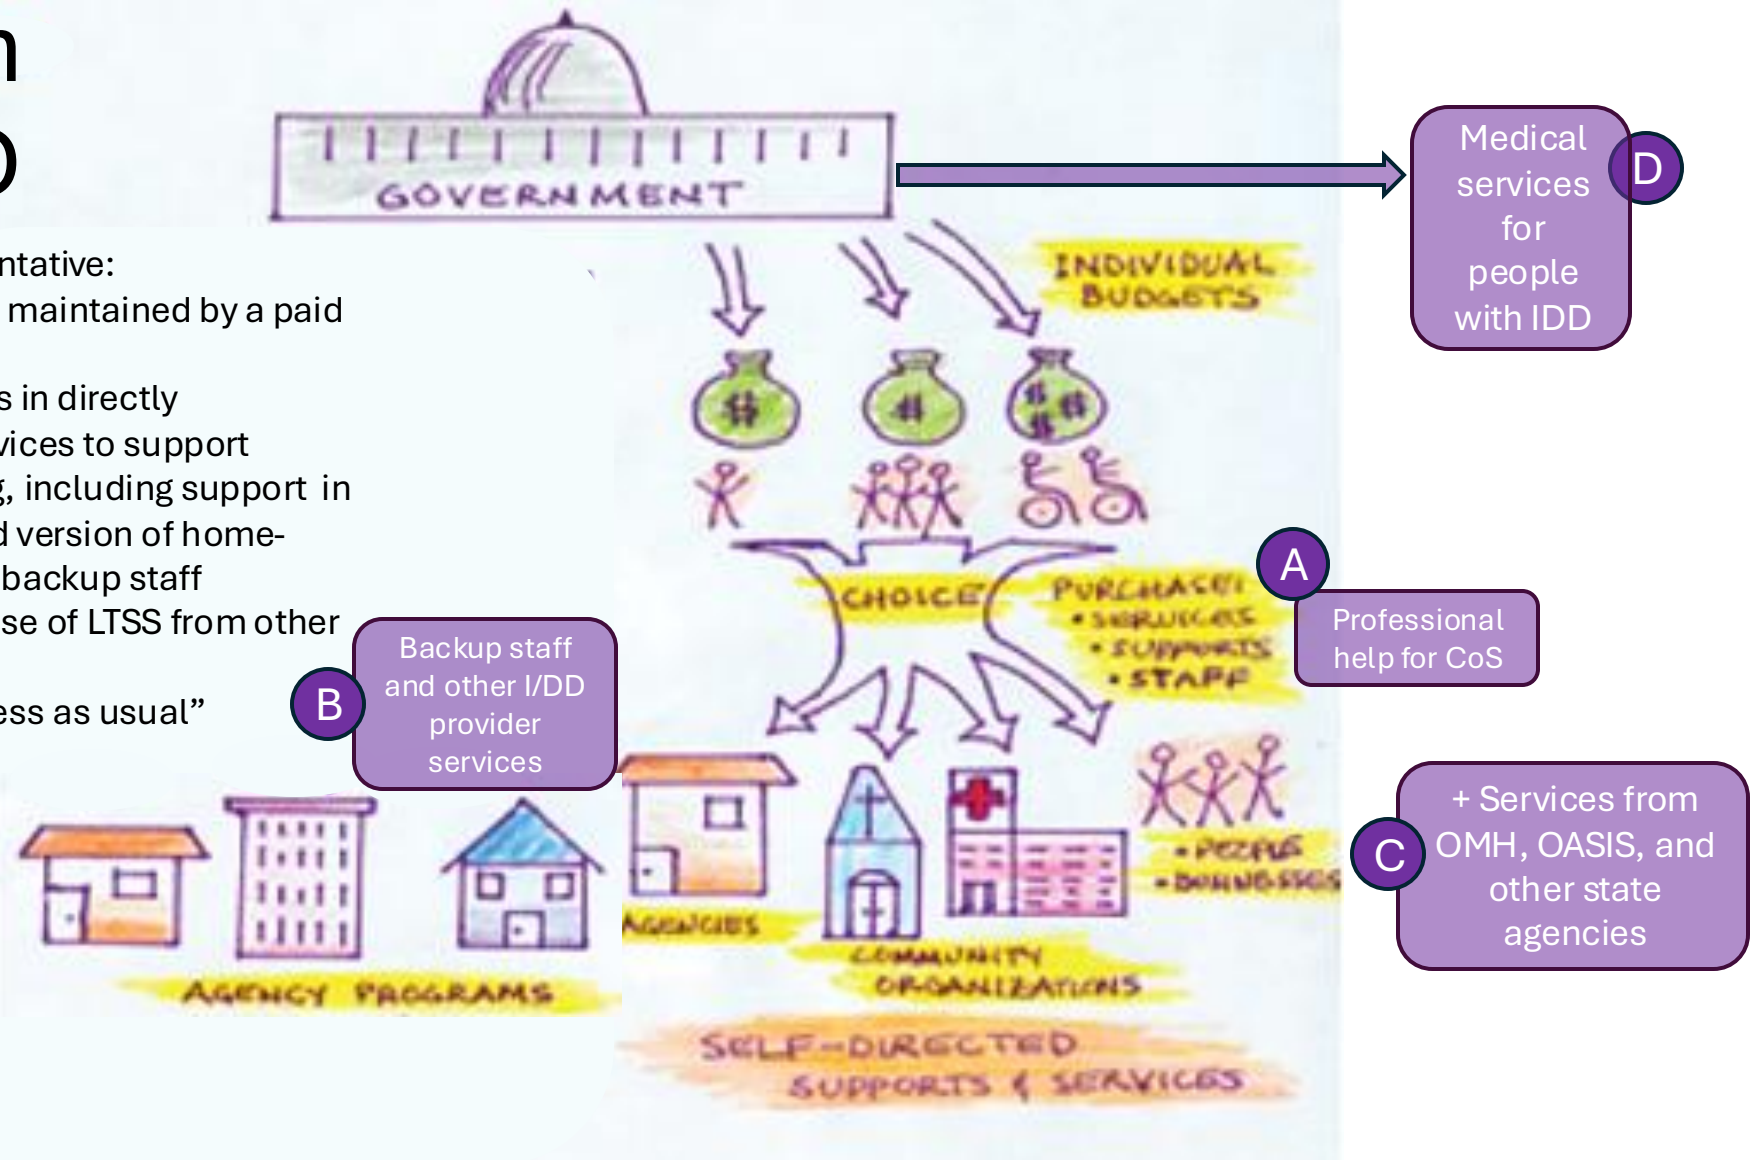 n
ntative:
maintained by a paid
s in directly
vices to support
g, including support in
d version of home-
backup staff
se of LTSS from other
ess as usual”
GOVERNMENT
INDIVIDUAL
BUDGETS
$
$
$ $
$
CHOICE
PURCHASE:
• SERVICES
• SUPPORTS
• STAFF
A
Professional
help for CoS
B
Backup staff
and other I/DD
provider
services
C
+ Services from
OMH, OASIS, and
other state
agencies
D
Medical
services
for
people
with IDD
AGENCY PROGRAMS
AGENCIES
COMMUNITY
ORGANIZATIONS
• PEOPLE
• BUSINESSES
SELF-DIRECTED
SUPPORTS & SERVICES